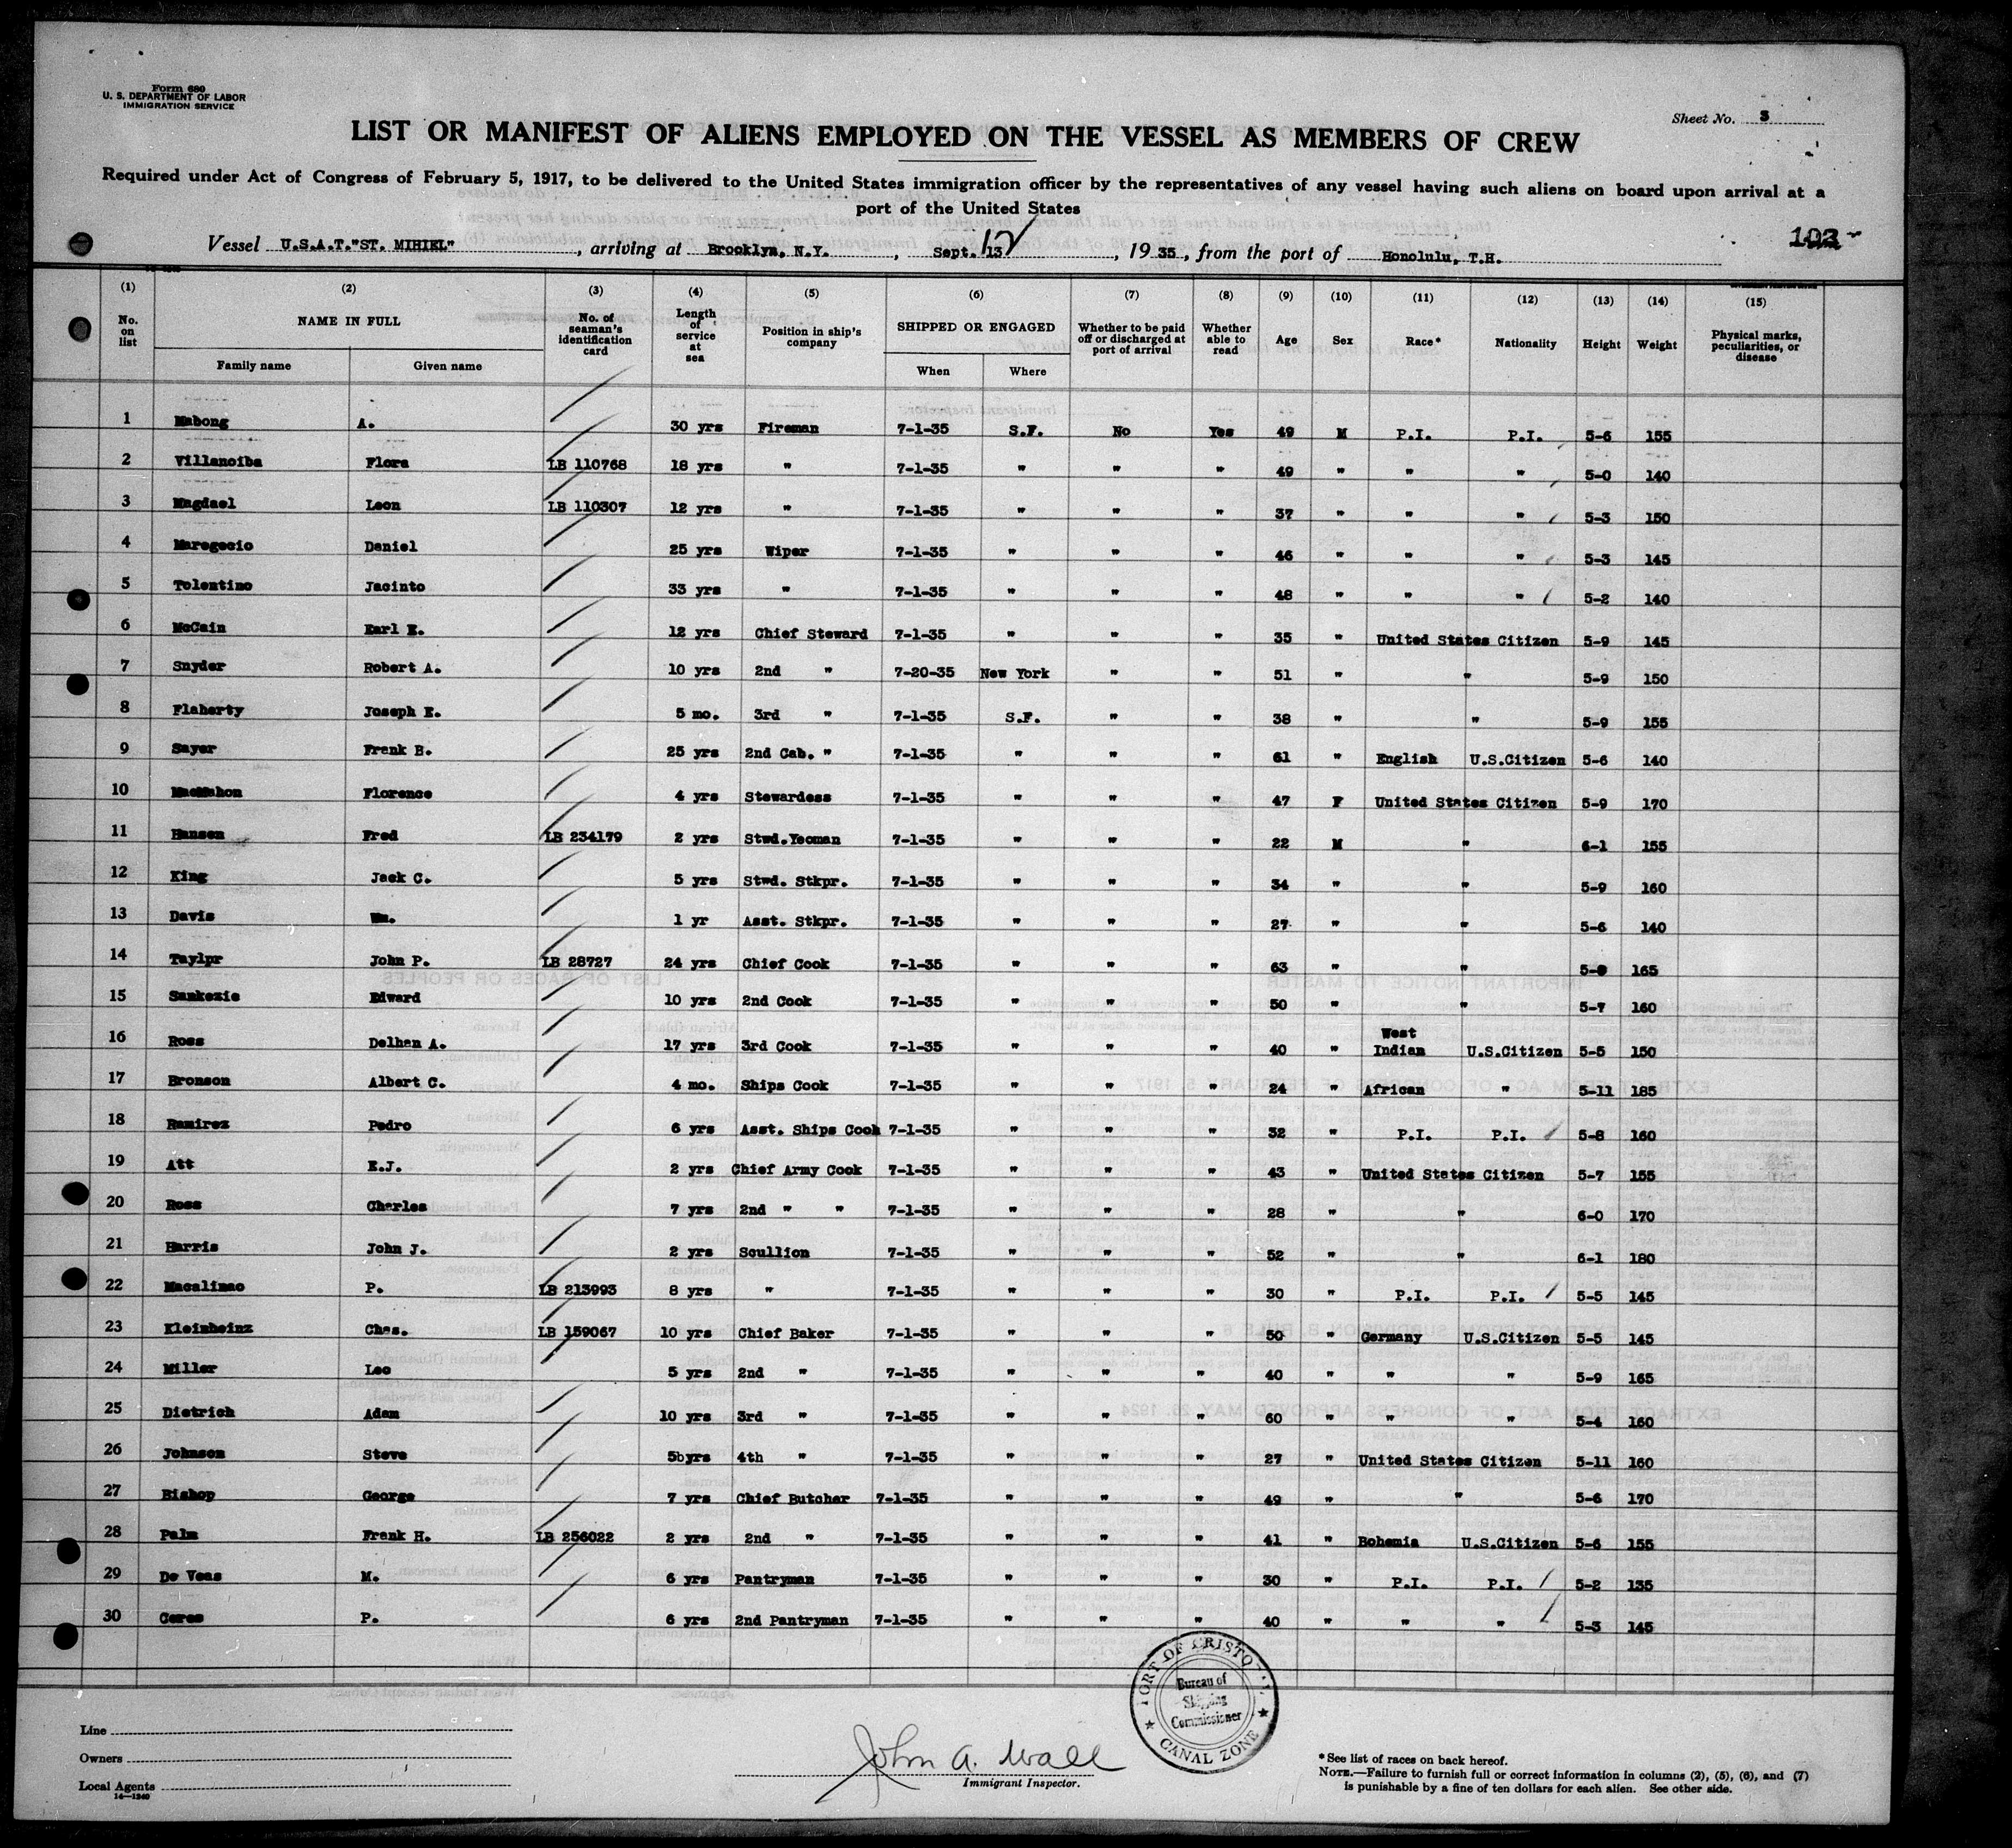 Form 680
U. S. DEPARTMENT OF LABOR
IMMIGRATION SERVICE
Sheet No. 3
LIST OR MANIFEST OF ALIENS EMPLOYED ON THE VESSEL AS MEMBERS OF CREW
Required under Act of Congress of February 5, 1917, to be delivered to the United States immigration officer by the representatives of any vessel having such aliens on board upon arrival at a
port of the United States
Vessel U.S.A.T."ST. MIHIEL", arriving at Brooklyn, N.Y., Sept. 13 12, 1935, from the port of Honolulu, T.H.
103
(1) (2) (3) (4) (5) (6) (7) (8) (9) (10) (11) (12) (13) (14) (15)
No. on list NAME IN FULL No. of seaman's identification card Length of service at sea Position in ship's company SHIPPED OR ENGAGED Whether to be paid off or discharged at port of arrival Whether able to read Age Sex Race* Nationality Height Weight Physical marks, peculiarities, or disease
Family name Given name When Where
1 Mabong A. 30 yrs Fireman 7-1-35 S.F. No Yes 49 M P.I. P.I. 5-6 155
2 Villanoiba Flora LB 110768 18 yrs " 7-1-35 " " " 49 " " " 5-0 140
3 Magdael Leon LB 110307 12 yrs " 7-1-35 " " " 37 " " " 5-3 150
4 Maregocio Daniel 25 yrs Wiper 7-1-35 " " " 46 " " " 5-3 145
5 Tolentino Jacinto 33 yrs " 7-1-35 " " " 48 " " " 5-2 140
6 McCain Earl E. 12 yrs Chief Steward 7-1-35 " " " 35 " United States Citizen 5-9 145
7 Snyder Robert A. 10 yrs 2nd " 7-20-35 New York " " 51 " " 5-9 150
8 Flaherty Joseph E. 5 mo. 3rd " 7-1-35 S.F. " " 38 " " 5-9 155
9 Sayer Frank B. 25 yrs 2nd Cab. " 7-1-35 " " " 61 " English U.S.Citizen 5-6 140
10 MacMahon Florence 4 yrs Stewardess 7-1-35 " " " 47 F United States Citizen 5-9 170
11 Hansen Fred LB 234179 2 yrs Stwd.Yeoman 7-1-35 " " " 22 M " 6-1 155
12 King Jack C. 5 yrs Stwd. Stkpr. 7-1-35 " " " 34 " " 5-9 160
13 Davis Wm. 1 yr Asst. Stkpr. 7-1-35 " " " 27 " " 5-6 140
14 Taylpr John P. LB 28727 24 yrs Chief Cook 7-1-35 " " " 63 " " 165
15 Sankezie Edward 10 yrs 2nd Cook 7-1-35 " " " 50 " " 5-7 160
16 Ross Delhan A. 17 yrs 3rd Cook 7-1-35 " " " 40 " West Indian U.S.Citizen 5-5 150
17 Bronson Albert C. 4 mo. Ships Cook 7-1-35 " " " 24 " African " 5-11 185
18 Ramirez Pedro 6 yrs Asst. Ships Cook 7-1-35 " " " 32 " P.I. P.I. 5-8 160
19 Att E.J. 2 yrs Chief Army Cook 7-1-35 " " " 43 " United States Citizen 5-7 155
20 Ross Charles 7 yrs 2nd " " 7-1-35 " " " 28 " " 6-0 170
21 Harris John J. 2 yrs Scullion 7-1-35 " " " 52 " " 6-1 180
22 Macalinao P. LB 213993 8 yrs " 7-1-35 " " " 30 " P.I. P.I. 5-5 145
23 Kleinheinz Chas. LB 159067 10 yrs Chief Baker 7-1-35 " " " 50 " Germany U.S.Citizen 5-5 145
24 Miller Leo 5 yrs 2nd " 7-1-35 " " " 40 " " " 5-9 165
25 Dietrich Adam 10 yrs 3rd " 7-1-35 " " " 60 " " " 5-4 160
26 Johnson Steve 5byrs 4th " 7-1-35 " " " 27 " United States Citizen 5-11 160
27 Bishop George 7 yrs Chief Butcher 7-1-35 " " " 49 " " 5-6 170
28 Palm Frank H. LB 256022 2 yrs 2nd " 7-1-35 " " " 41 " Bohemia U.S.Citizen 5-6 155
29 De Veas M. 6 yrs Pantryman 7-1-35 " " " 30 " P.I. P.I. 5-2 135
30 Ceres P. 6 yrs 2nd Pantryman 7-1-35 " " " 40 " " " 5-3 145
PORT OF CRISTOBAL
Bureau of
Shipping
Commissioner
CANAL ZONE
Line
Owners
Local Agents
14—1240
John A. Wall
Immigrant Inspector.
*See list of races on back hereof.
NOTE.—Failure to furnish full or correct information in columns (2), (5), (6), and (7)
is punishable by a fine of ten dollars for each alien. See other side.